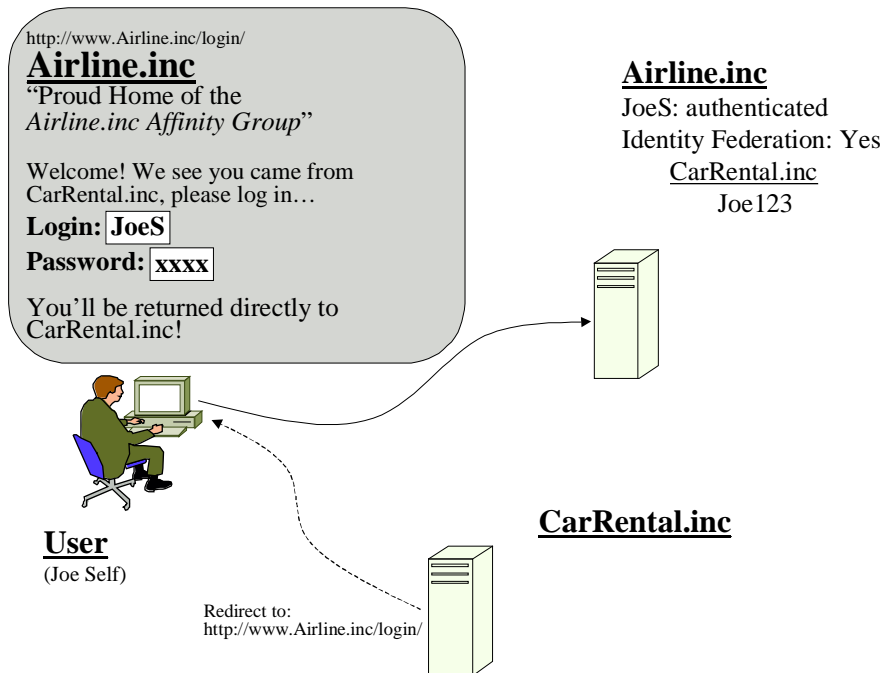 http://www.Airline.inc/login/
Airline.inc
“Proud Home of the
Airline.inc Affinity Group”
Welcome! We see you came from
CarRental.inc, please log in…
Login: JoeS
Password: xxxx
You’ll be returned directly to
CarRental.inc!
Airline.inc
JoeS: authenticated
Identity Federation: Yes
CarRental.inc
Joe123
User
(Joe Self)
CarRental.inc
Redirect to:
http://www.Airline.inc/login/